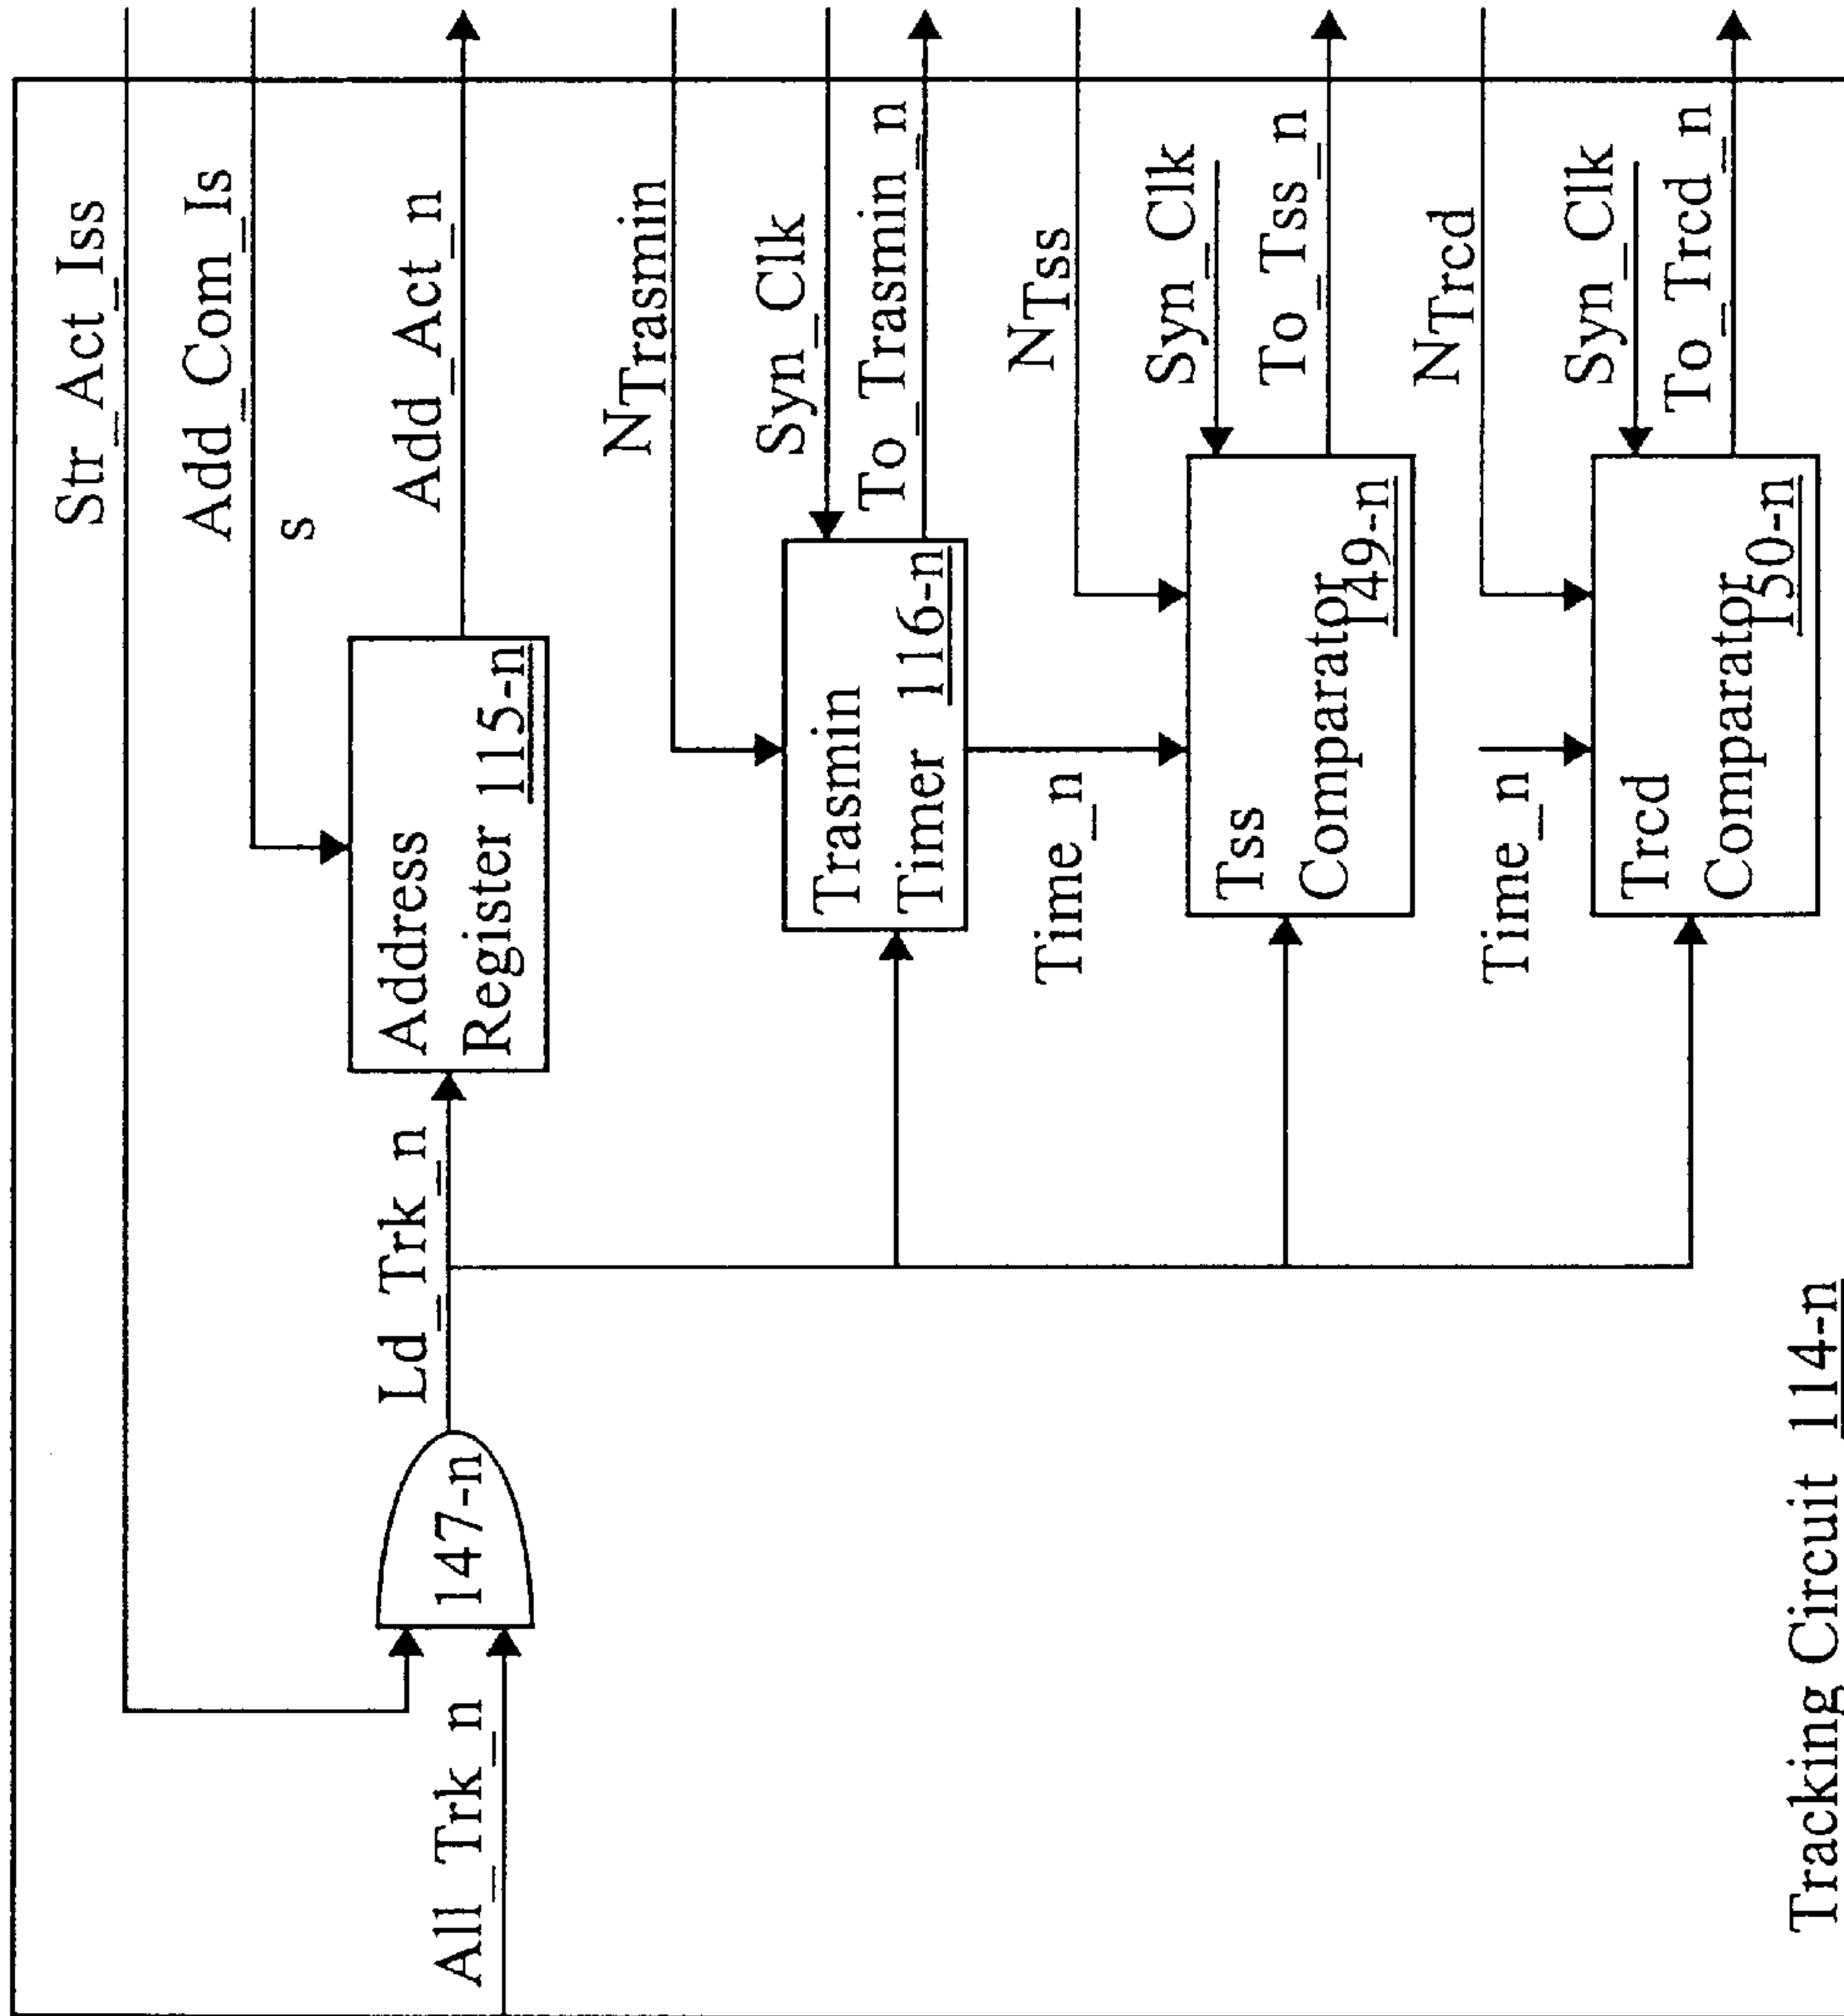 Str_Act_Iss
Add_Com_Is
s
Add_Act_n
All_Trk_n
147-n
Ld_Trk_n
Address
Register 115-n
NTrasmin
Syn_Clk
To_Trasmin_n
Trasmin
Timer 116-n
Time_n
NTss
Syn_Clk
To_Tss_n
Tss
Comparator
149-n
NTrcd
Syn_Clk
To_Trcd_n
Time_n
Trcd
Comparator
150-n
Tracking Circuit 114-n